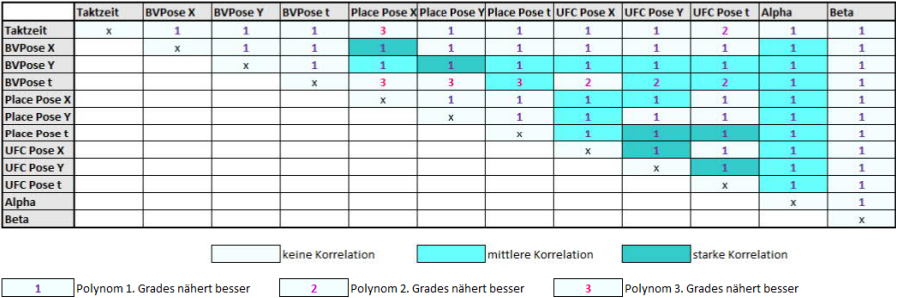 Taktzeit BVPose X BVPose Y BVPose t Place Pose X Place Pose Y Place Pose t UFC Pose X UFC Pose Y UFC Pose t Alpha Beta
Taktzeit x 1 1 1 3 1 1 1 1 2 1 1
BVPose X x 1 1 1 1 1 1 1 1 1 1
BVPose Y x 1 1 1 1 1 1 1 1 1
BVPose t x 3 3 3 2 2 2 1 1
Place Pose X x 1 1 1 1 1 1 1
Place Pose Y x 1 1 1 1 1 1
Place Pose t x 1 1 1 1 1
UFC Pose X x 1 1 1 1
UFC Pose Y x 1 1 1
UFC Pose t x 1 1
Alpha x 1
Beta x
keine Korrelation mittlere Korrelation starke Korrelation
1 Polynom 1. Grades nähert besser 2 Polynom 2. Grades nähert besser 3 Polynom 3. Grades nähert besser